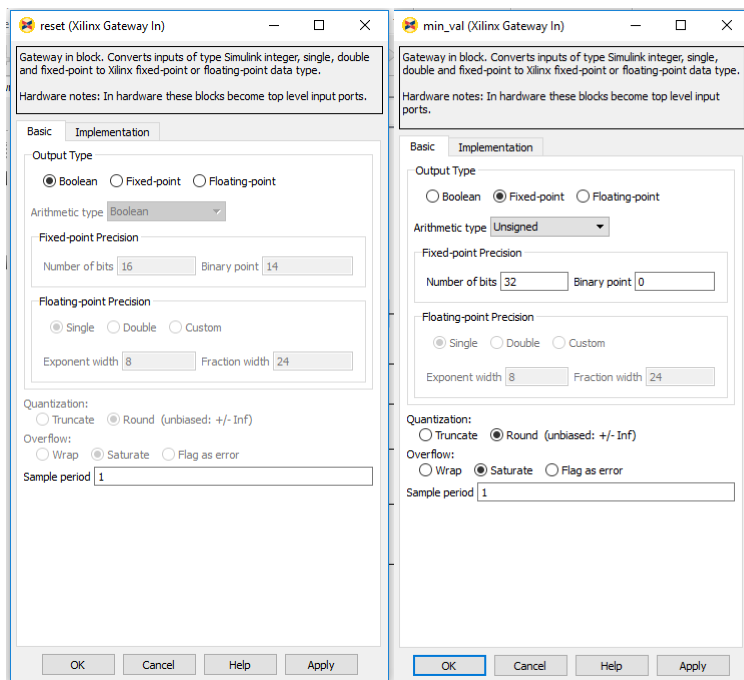 reset (Xilinx Gateway In)
Gateway in block. Converts inputs of type Simulink integer, single, double
and fixed-point to Xilinx fixed-point or floating-point data type.
Hardware notes: In hardware these blocks become top level input ports.
Basic Implementation
Output Type
Boolean Fixed-point Floating-point
Arithmetic type Boolean
Fixed-point Precision
Number of bits 16 Binary point 14
Floating-point Precision
Single Double Custom
Exponent width 8 Fraction width 24
Quantization:
Truncate Round (unbiased: +/- Inf)
Overflow:
Wrap Saturate Flag as error
Sample period 1
OK Cancel Help Apply
min_val (Xilinx Gateway In)
Gateway in block. Converts inputs of type Simulink integer, single,
double and fixed-point to Xilinx fixed-point or floating-point data type.
Hardware notes: In hardware these blocks become top level input
ports.
Basic Implementation
Output Type
Boolean Fixed-point Floating-point
Arithmetic type Unsigned
Fixed-point Precision
Number of bits 32 Binary point 0
Floating-point Precision
Single Double Custom
Exponent width 8 Fraction width 24
Quantization:
Truncate Round (unbiased: +/- Inf)
Overflow:
Wrap Saturate Flag as error
Sample period 1
OK Cancel Help Apply